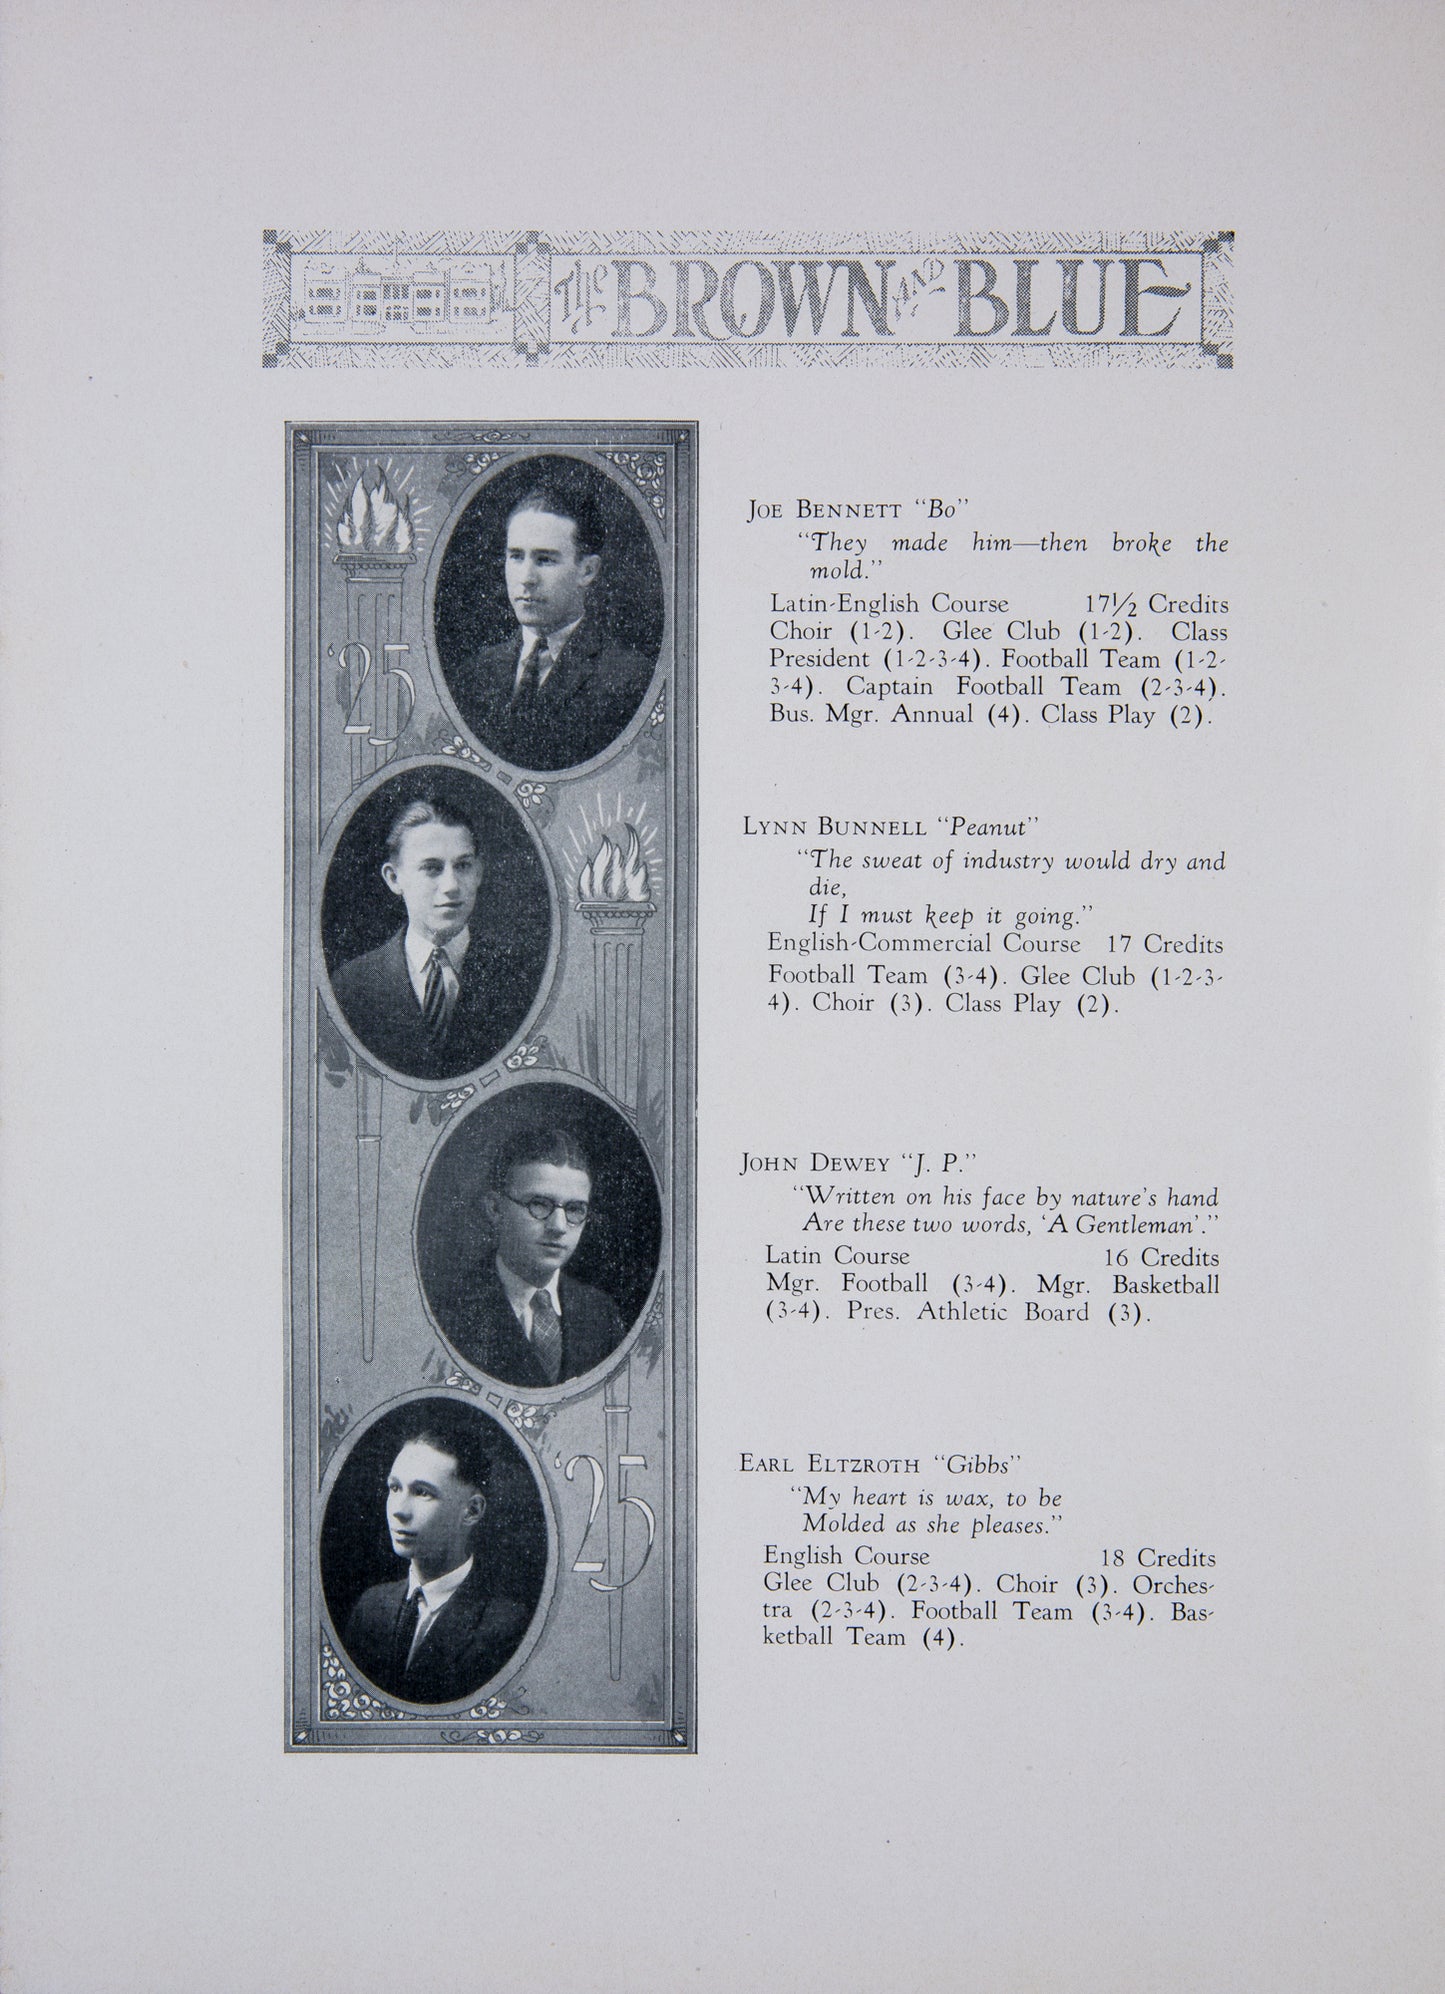 The BROWN AND BLUE
'25
JOE BENNETT “Bo”
“They made him—then broke the
mold.”
Latin-English Course 17½ Credits
Choir (1-2). Glee Club (1-2). Class
President (1-2-3-4). Football Team (1-2-
3-4). Captain Football Team (2-3-4).
Bus. Mgr. Annual (4). Class Play (2).
LYNN BUNNELL “Peanut”
“The sweat of industry would dry and
die,
If I must keep it going.”
English-Commercial Course 17 Credits
Football Team (3-4). Glee Club (1-2-3-
4). Choir (3). Class Play (2).
JOHN DEWEY “J. P.”
“Written on his face by nature's hand
Are these two words, ‘A Gentleman’.”
Latin Course 16 Credits
Mgr. Football (3-4). Mgr. Basketball
(3-4). Pres. Athletic Board (3).
'25
EARL ELTZROTH “Gibbs”
“My heart is wax, to be
Molded as she pleases.”
English Course 18 Credits
Glee Club (2-3-4). Choir (3). Orches-
tra (2-3-4). Football Team (3-4). Bas-
ketball Team (4).